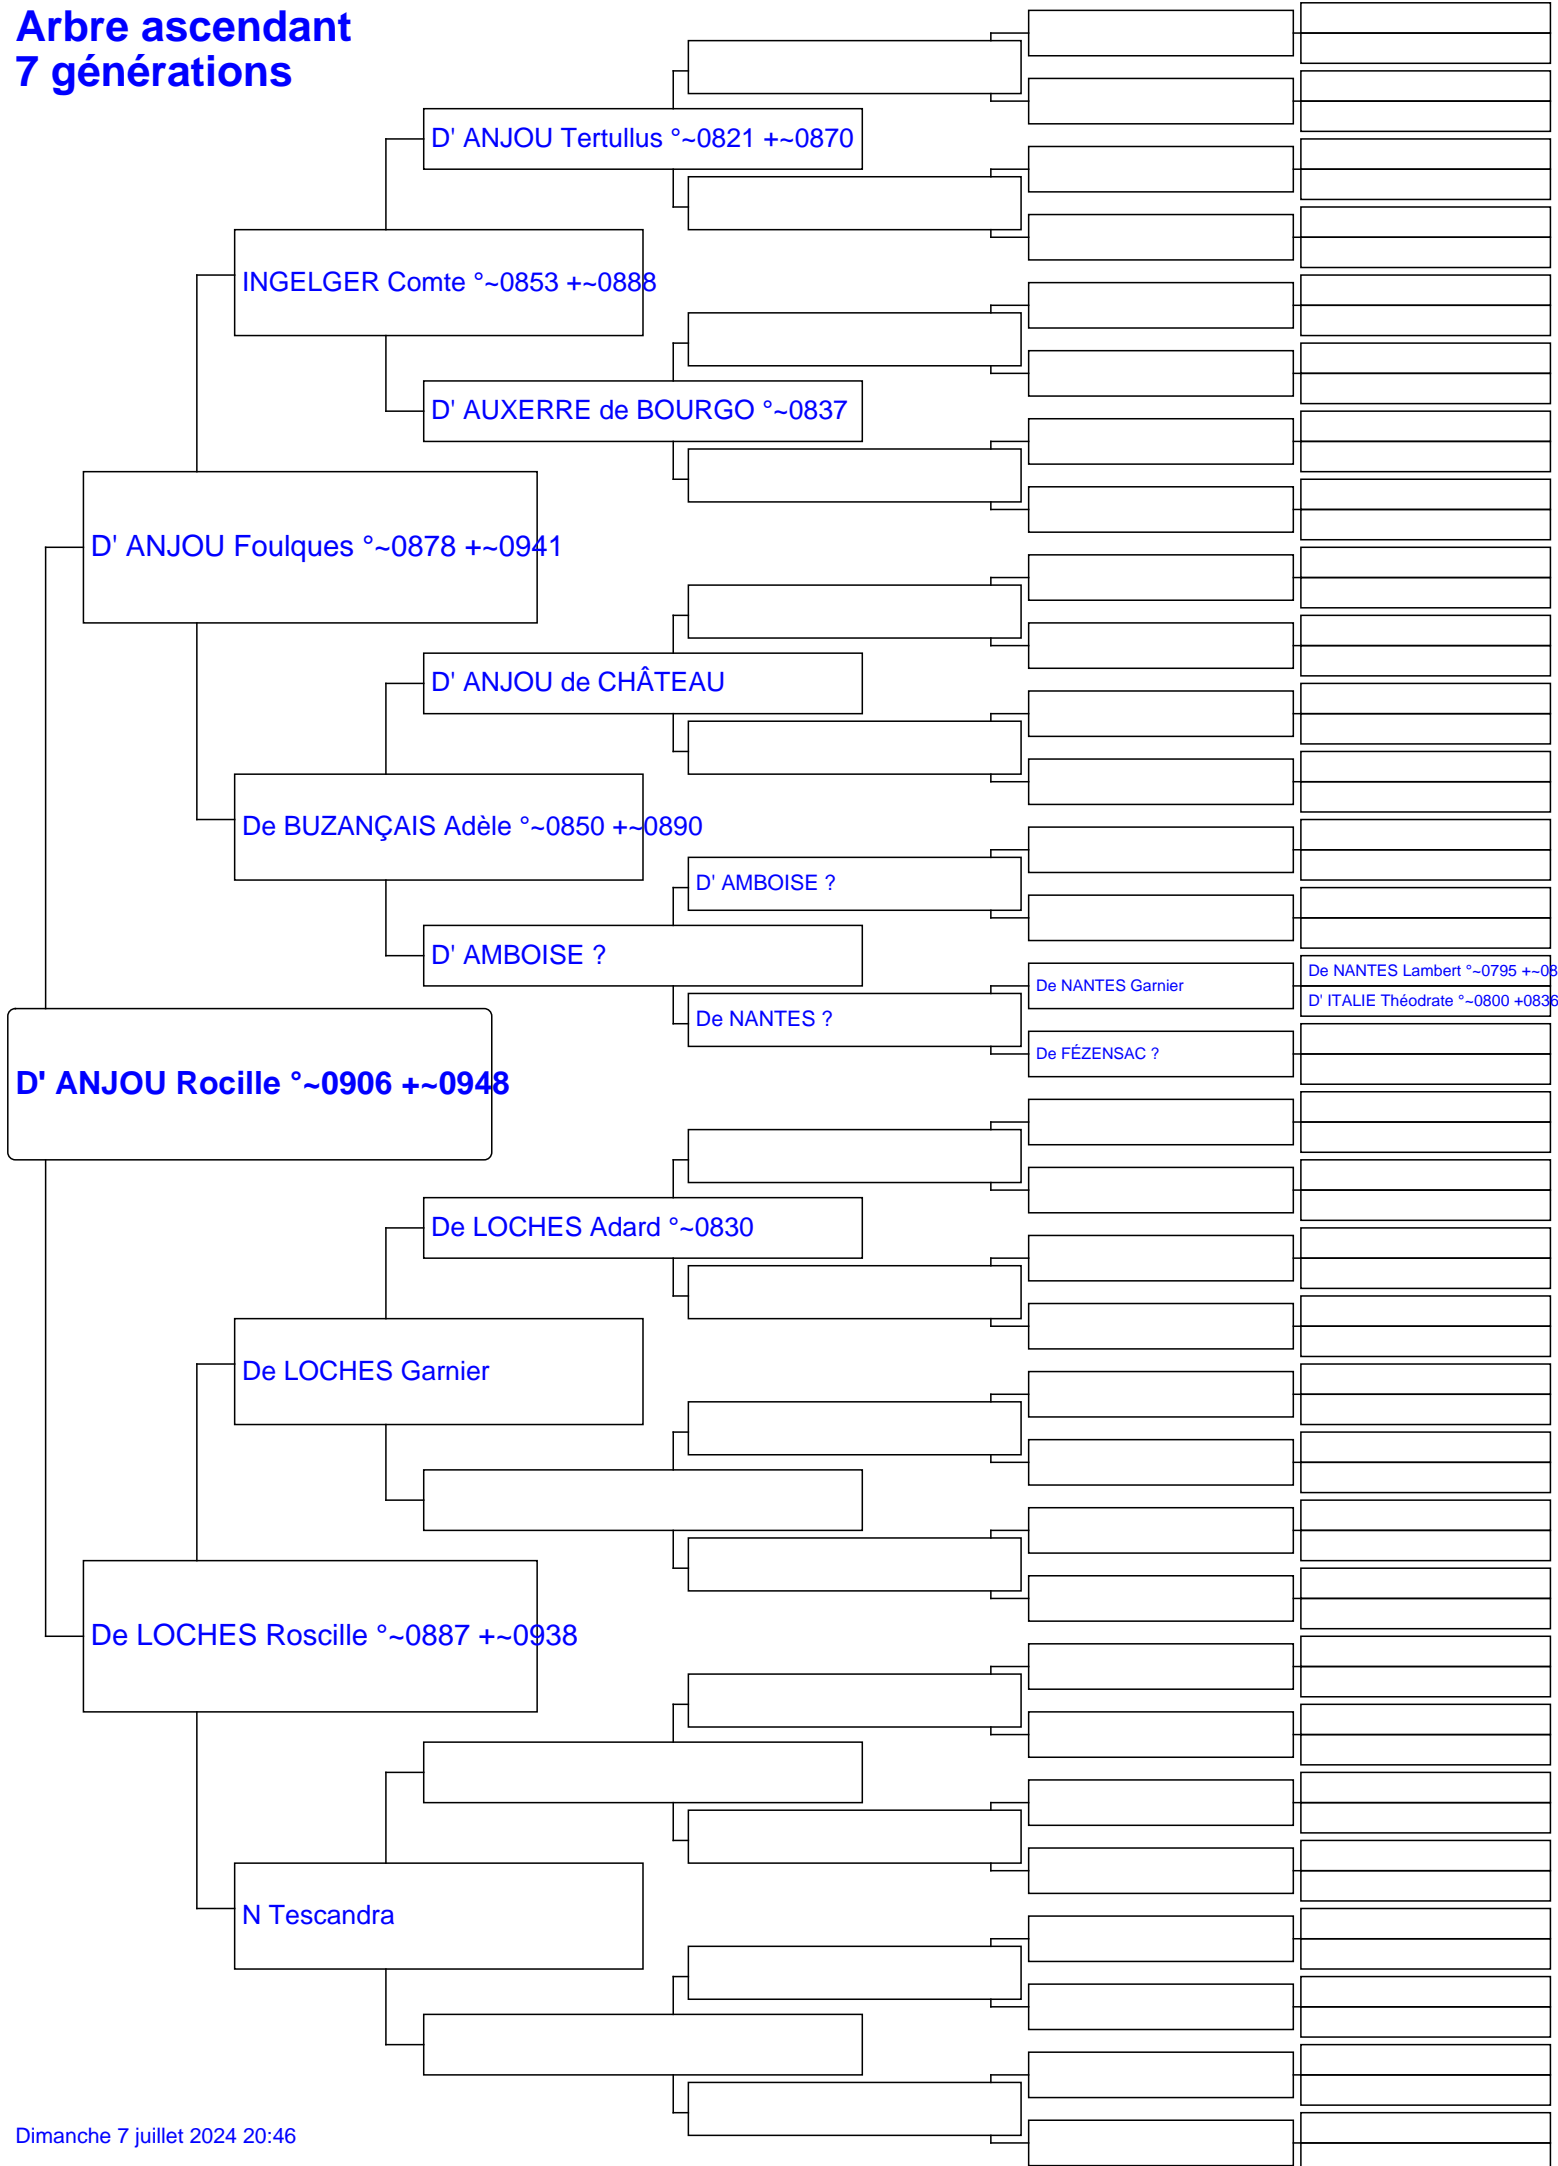 Arbre ascendant
7 générations
D' ANJOU Tertullus °~0821 +~0870
INGELGER Comte °~0853 +~0888
D' AUXERRE de BOURGO °~0837
D' ANJOU Foulques °~0878 +~0941
D' ANJOU de CHÂTEAU
De BUZANÇAIS Adèle °~0850 +~0890
D' AMBOISE ?
D' AMBOISE ?
De NANTES Lambert °~0795 +~08
De NANTES Garnier
D' ITALIE Théodrate °~0800 +0836
De NANTES ?
De FÉZENSAC ?
D' ANJOU Rocille °~0906 +~0948
De LOCHES Adard °~0830
De LOCHES Garnier
De LOCHES Roscille °~0887 +~0938
N Tescandra
Dimanche 7 juillet 2024 20:46